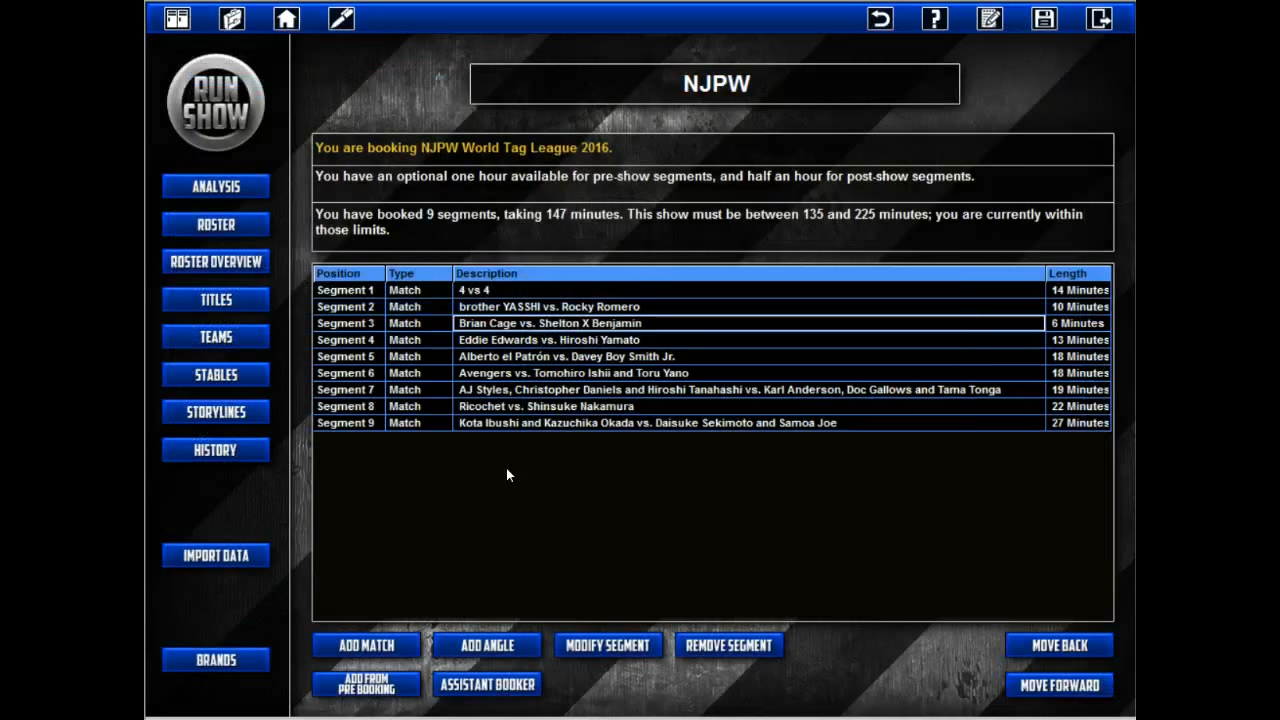 NJPW
RUN
SHOW
You are booking NJPW World Tag League 2016.
You have an optional one hour available for pre-show segments, and half an hour for post-show segments.
You have booked 9 segments, taking 147 minutes. This show must be between 135 and 225 minutes; you are currently within
those limits.
ANALYSIS
ROSTER
ROSTER OVERVIEW
TITLES
TEAMS
STABLES
STORYLINES
HISTORY
IMPORT DATA
BRANDS
Position Type Description Length
Segment 1 Match 4 vs 4 14 Minutes
Segment 2 Match brother YASSHI vs. Rocky Romero 10 Minutes
Segment 3 Match Brian Cage vs. Shelton X Benjamin 6 Minutes
Segment 4 Match Eddie Edwards vs. Hiroshi Yamato 13 Minutes
Segment 5 Match Alberto el Patrón vs. Davey Boy Smith Jr. 18 Minutes
Segment 6 Match Avengers vs. Tomohiro Ishii and Toru Yano 18 Minutes
Segment 7 Match AJ Styles, Christopher Daniels and Hiroshi Tanahashi vs. Karl Anderson, Doc Gallows and Tama Tonga 19 Minutes
Segment 8 Match Ricochet vs. Shinsuke Nakamura 22 Minutes
Segment 9 Match Kota Ibushi and Kazuchika Okada vs. Daisuke Sekimoto and Samoa Joe 27 Minutes
ADD MATCH ADD ANGLE MODIFY SEGMENT REMOVE SEGMENT MOVE BACK
ADD FROM
PRE BOOKING
ASSISTANT BOOKER MOVE FORWARD